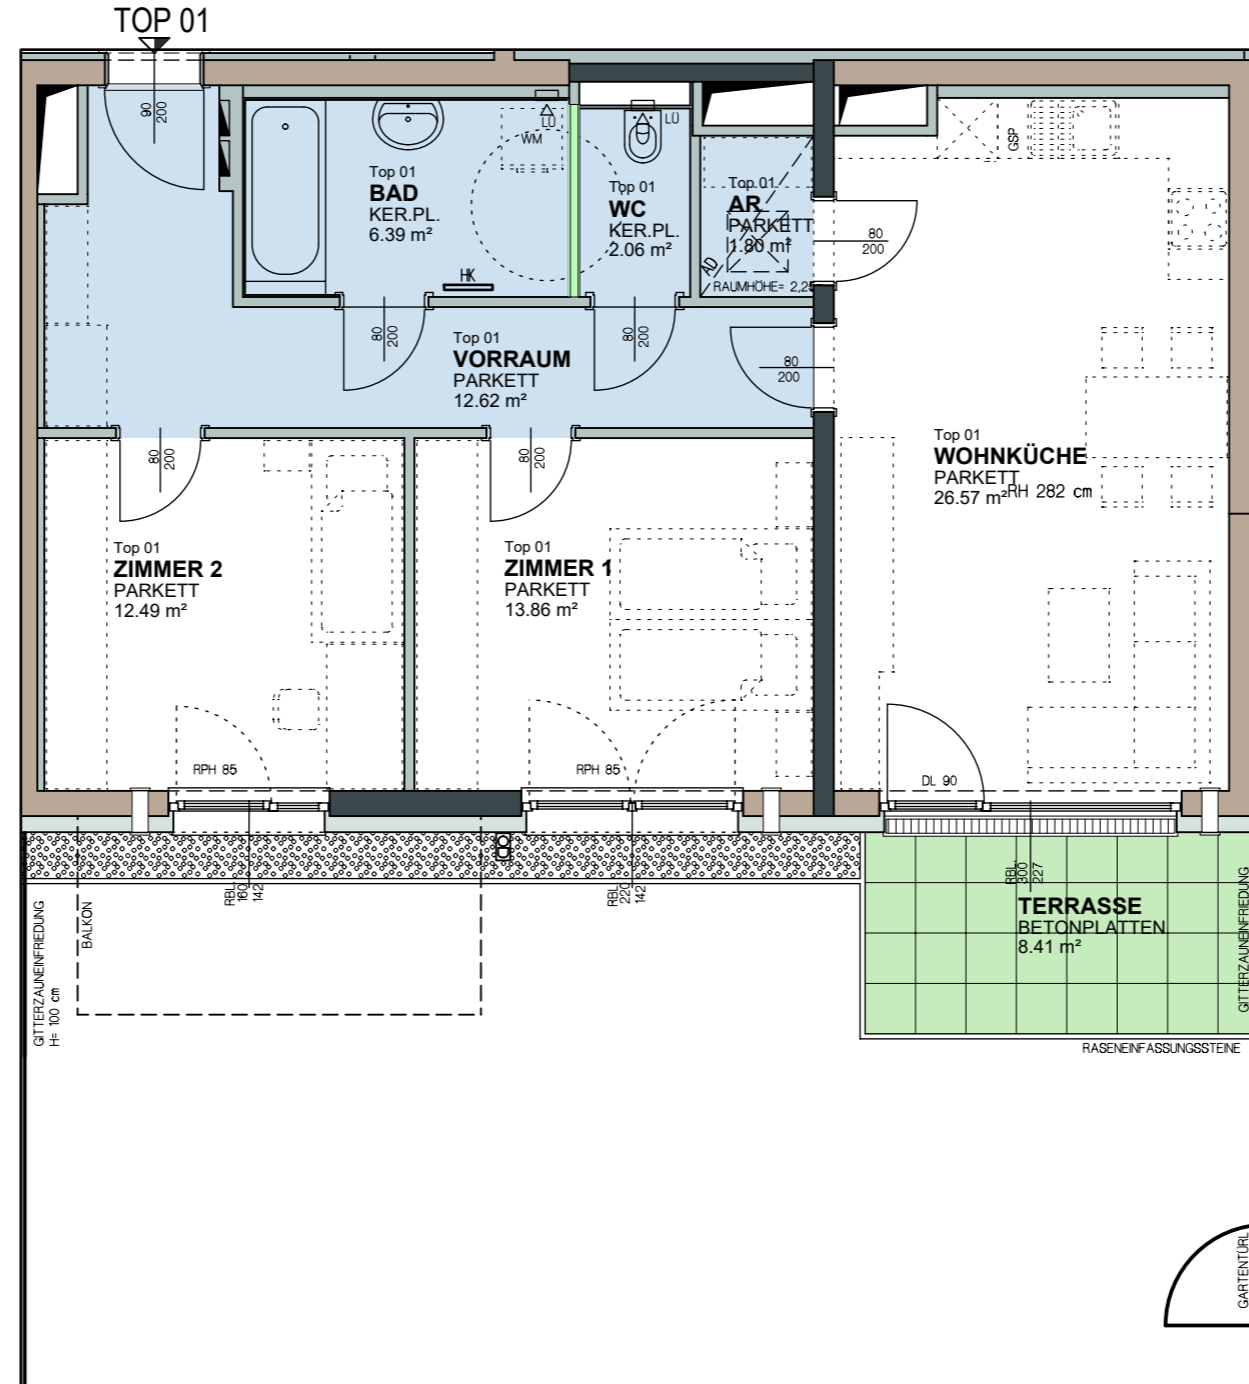 TOP 01
90
200
LÜ
WM
Top 01
BAD
KER.PL.
6.39 m²
HK
LÜ
Top 01
WC
KER.PL.
2.06 m²
Top 01
AR
PARKETT
1.80 m²
AD
RAUMHÖHE= 2,25
GSP
80
200
80
200
80
200
80
200
Top 01
VORRAUM
PARKETT
12.62 m²
80
200
80
200
Top 01
WOHNKÜCHE
PARKETT
26.57 m²
RH 282 cm
Top 01
ZIMMER 2
PARKETT
12.49 m²
Top 01
ZIMMER 1
PARKETT
13.86 m²
RPH 85
RPH 85
DL 90
RBL.
160
142
RBL.
220
142
RBL.
300
227
TERRASSE
BETONPLATTEN
8.41 m²
GITTERZAUNEINFRIEDUNG
H= 100 cm
BALKON
GITTERZAUNEINFRIEDUNG
RASENEINFASSUNGSSTEINE
GARTENTÜRL